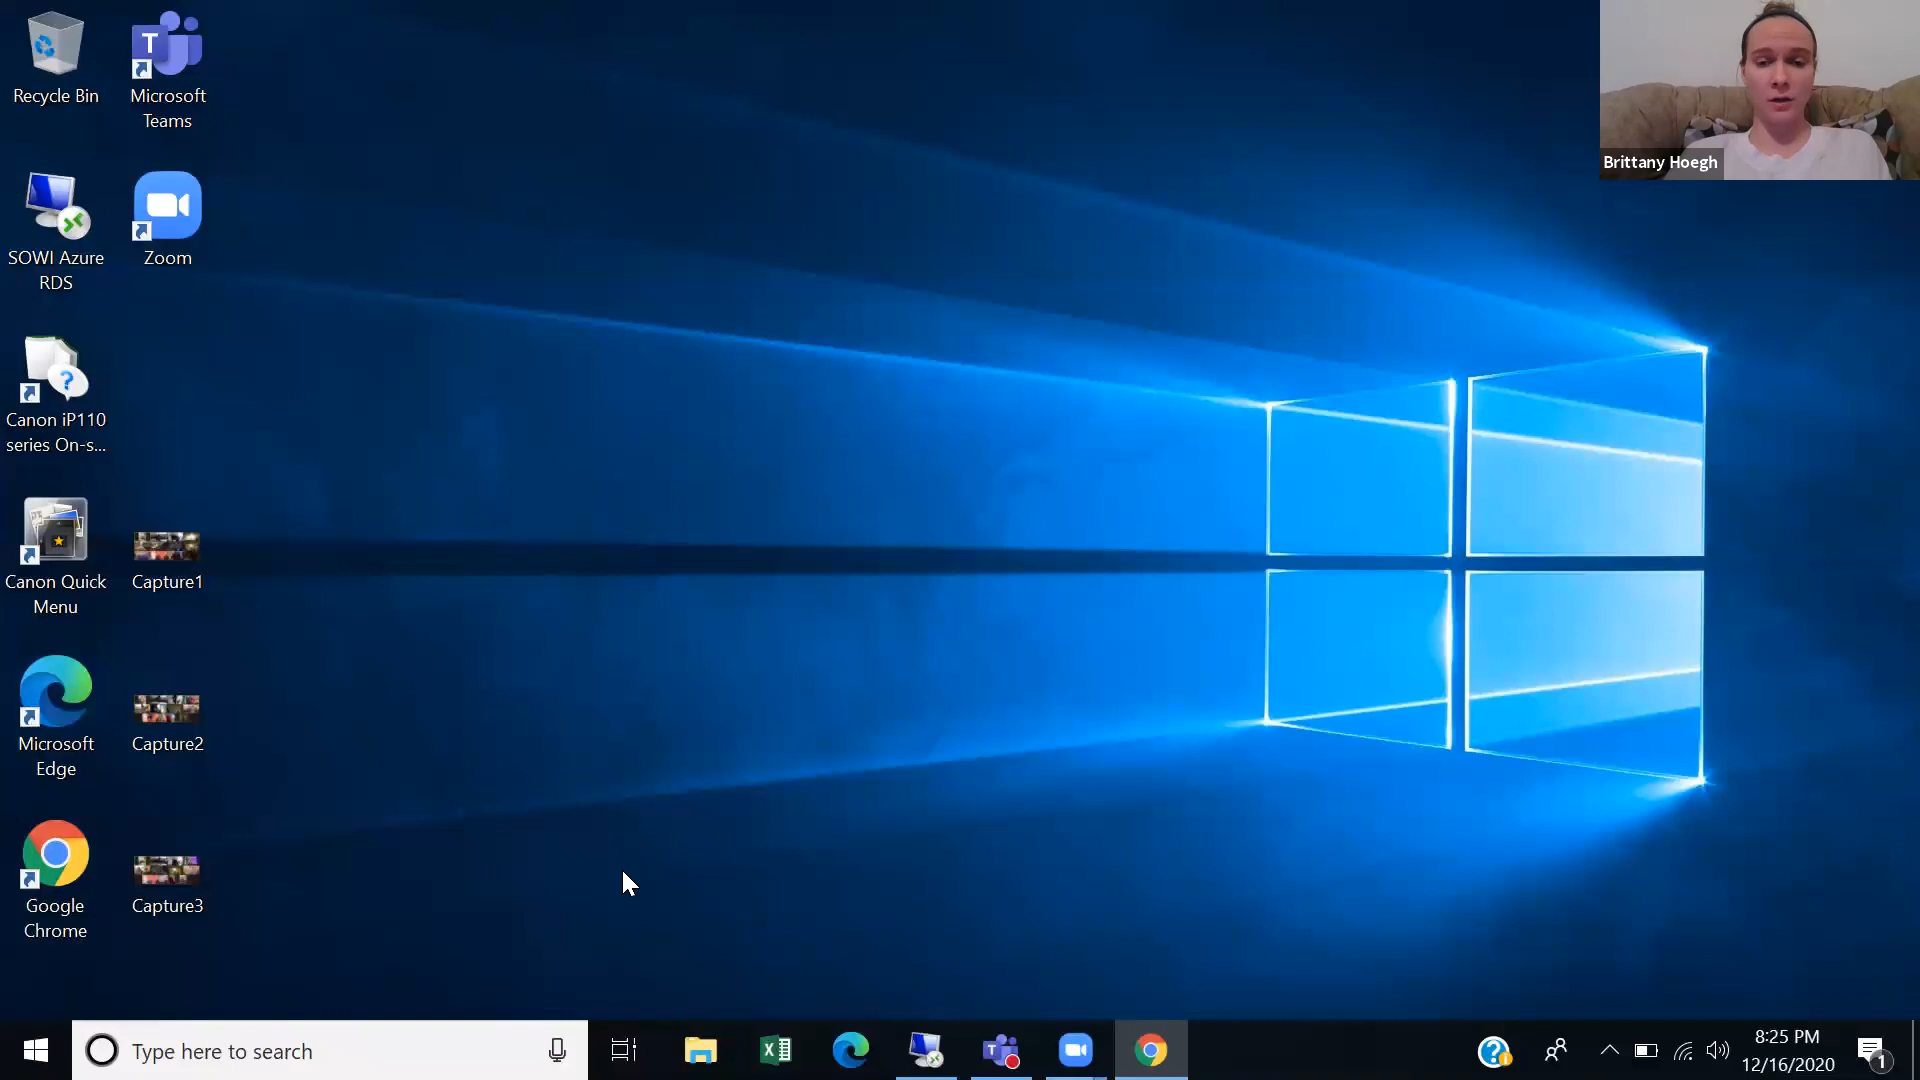 Recycle Bin
Microsoft
Teams
SOWI Azure
RDS
Zoom
Canon iP110
series On-s...
Canon Quick
Menu
Capture1
Microsoft
Edge
Capture2
Google
Chrome
Capture3
Brittany Hoegh
Type here to search
8:25 PM
12/16/2020
1